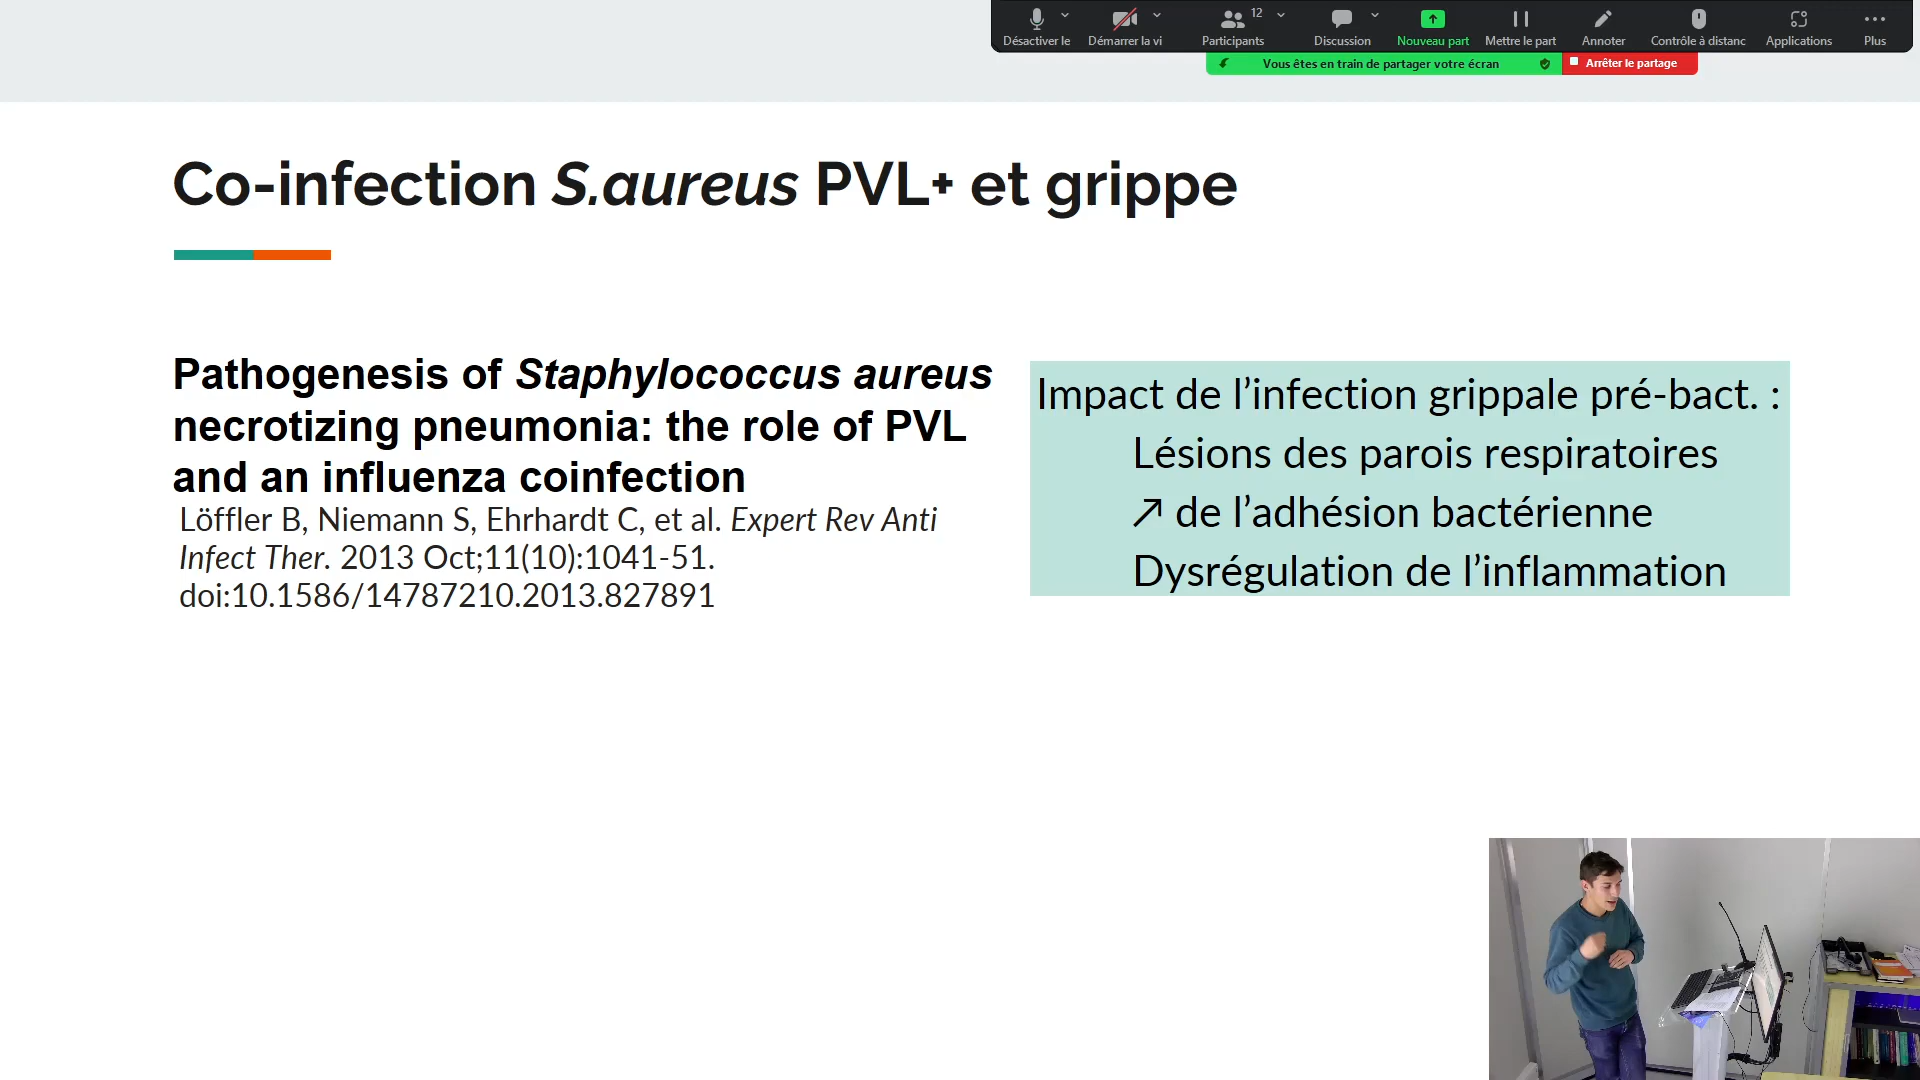 Désactiver le
Démarrer la vi
12
Participants
Discussion
Nouveau part
Mettre le part
Annoter
Contrôle à distanc
Applications
Plus
Vous êtes en train de partager votre écran
Arrêter le partage
Co-infection S.aureus PVL+ et grippe
Pathogenesis of Staphylococcus aureus
necrotizing pneumonia: the role of PVL
and an influenza coinfection
Löffler B, Niemann S, Ehrhardt C, et al. Expert Rev Anti
Infect Ther. 2013 Oct;11(10):1041-51.
doi:10.1586/14787210.2013.827891
Impact de l’infection grippale pré-bact. :
Lésions des parois respiratoires
↗ de l’adhésion bactérienne
Dysrégulation de l’inflammation